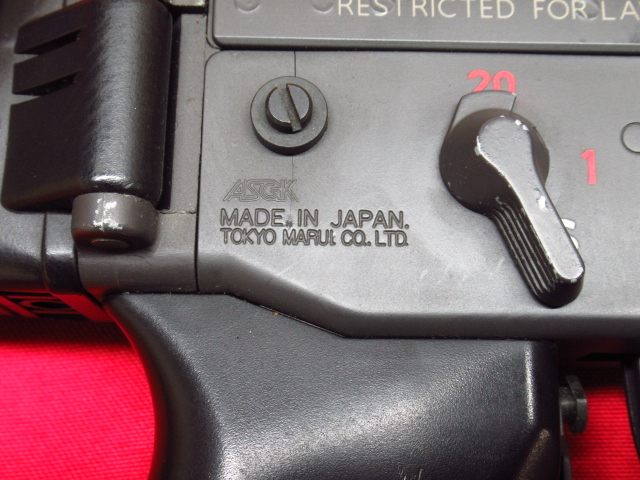 RESTRICTED FOR LA
20
1
S
ASGK
MADE IN JAPAN.
TOKYO MARUI CO. LTD.